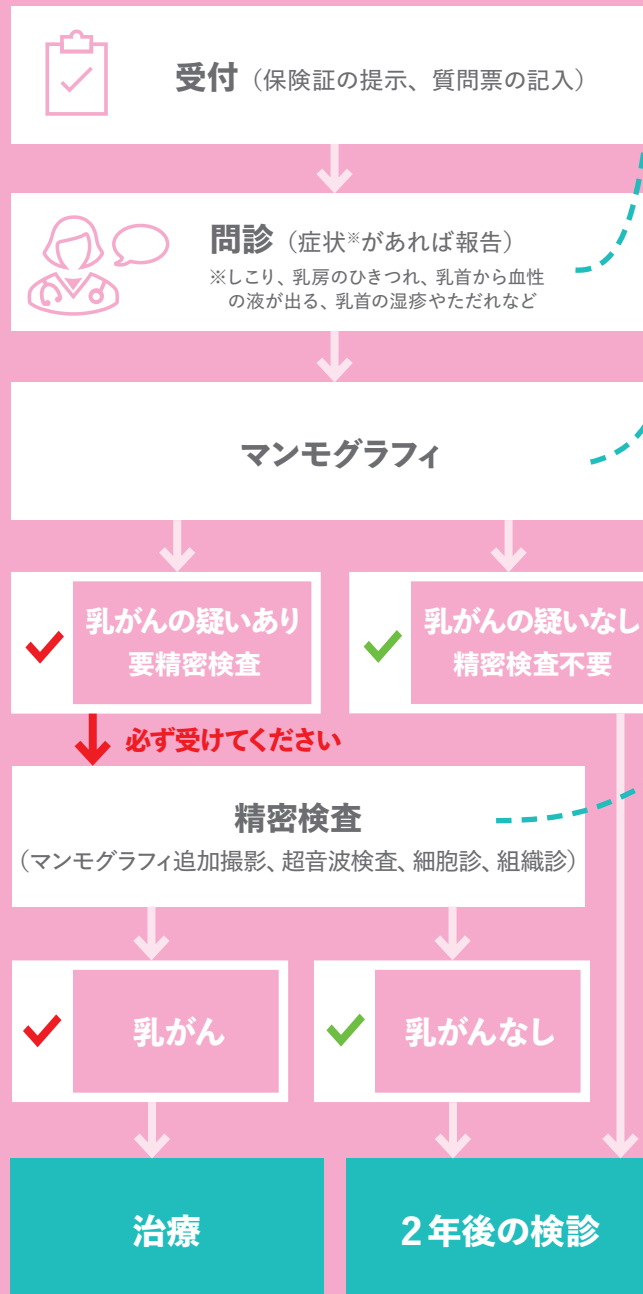 受付（保険証の提示、質問票の記入）
問診（症状※があれば報告）
※しこり、乳房のひきつれ、乳首から血性
の液が出る、乳首の湿疹やただれなど
マンモグラフィ
乳がんの疑いあり
要精密検査
乳がんの疑いなし
精密検査不要
必ず受けてください
精密検査
（マンモグラフィ追加撮影、超音波検査、細胞診、組織診）
乳がん
乳がんなし
治療
2年後の検診